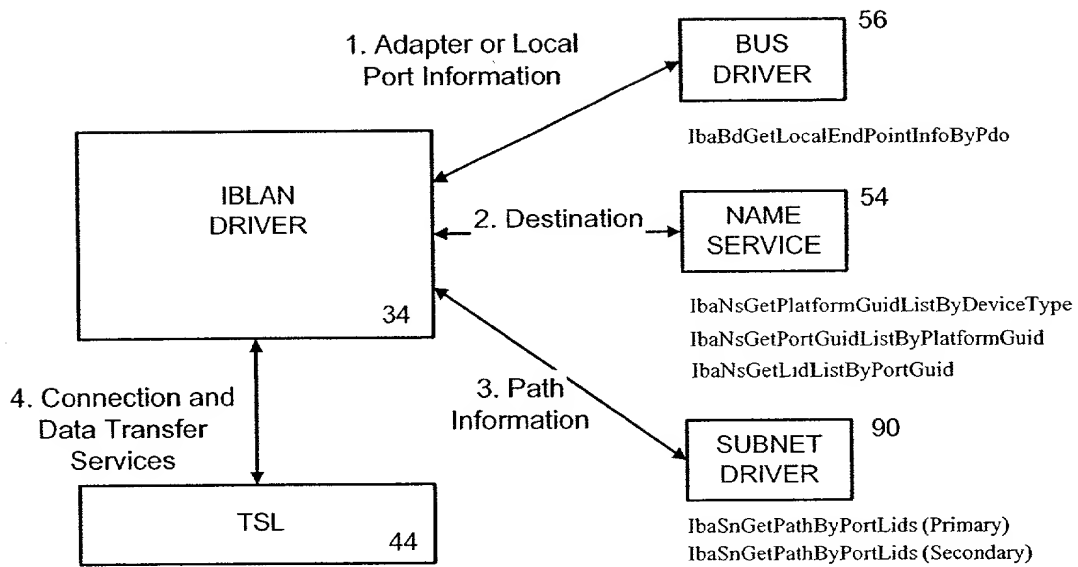 56
1. Adapter or Local
Port Information
BUS
DRIVER
IbaBdGetLocalEndPointInfoByPdo
IBLAN
DRIVER
34
2. Destination
54
NAME
SERVICE
IbaNsGetPlatformGuidListByDeviceType
IbaNsGetPortGuidListByPlatformGuid
IbaNsGetLidListByPortGuid
3. Path
Information
90
SUBNET
DRIVER
IbaSnGetPathByPortLids (Primary)
IbaSnGetPathByPortLids (Secondary)
4. Connection and
Data Transfer
Services
TSL
44